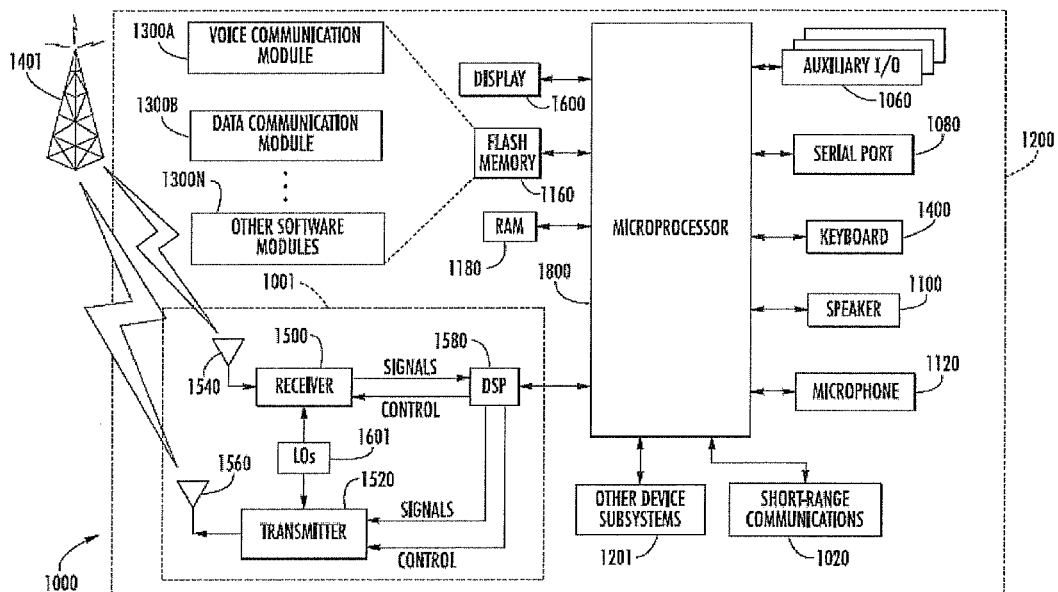 1300A
VOICE COMMUNICATION
MODULE
1401
1300B
DATA COMMUNICATION
MODULE
1300N
OTHER SOFTWARE
MODULES
DISPLAY
1600
FLASH
MEMORY
1160
RAM
1180
MICROPROCESSOR
1800
AUXILIARY I/O
1060
SERIAL PORT
1080
1200
KEYBOARD
1400
SPEAKER
1100
MICROPHONE
1120
1001
1540
1500
RECEIVER
SIGNALS
CONTROL
1580
DSP
LOs
1601
1560
1520
TRANSMITTER
SIGNALS
CONTROL
OTHER DEVICE
SUBSYSTEMS
1201
SHORT-RANGE
COMMUNICATIONS
1020
1000